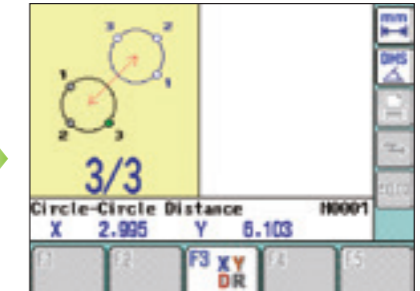 3 2
1
1
2 3
3/3
mm
DMS
Circle-Circle Distance M0001
X 2.995 Y 6.103
F1 F2 F3 XY DR F4 F5